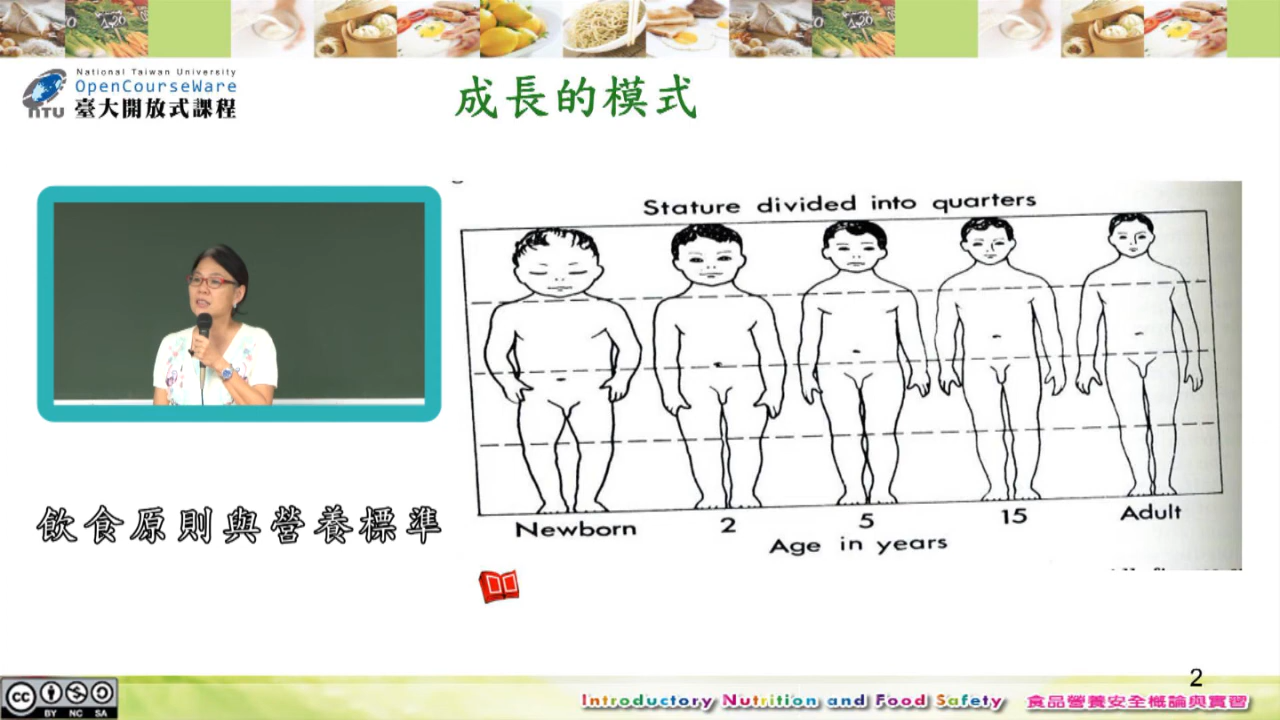 National Taiwan University
OpenCourseWare
臺大開放式課程
NTU
成長的模式
Stature divided into quarters
Newborn 2 5 15 Adult
Age in years
飲食原則與營養標準
2
cc BY NC SA
Introductory Nutrition and Food Safety 食品營養安全概論與實習